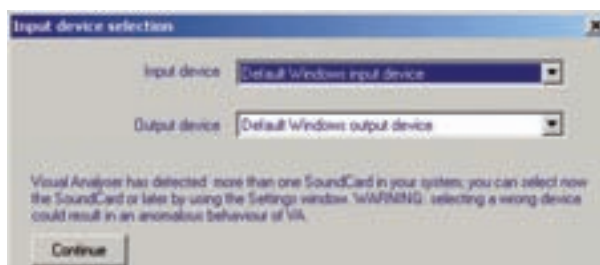 Input device selection
Input device Default Windows input device
Output device Default Windows output device
Visual Analyser has detected more than one SoundCard in your system; you can select now
the SoundCard or later by using the Settings window. WARNING: selecting a wrong device
could result in an anomalous behaviour of VA.
Continue